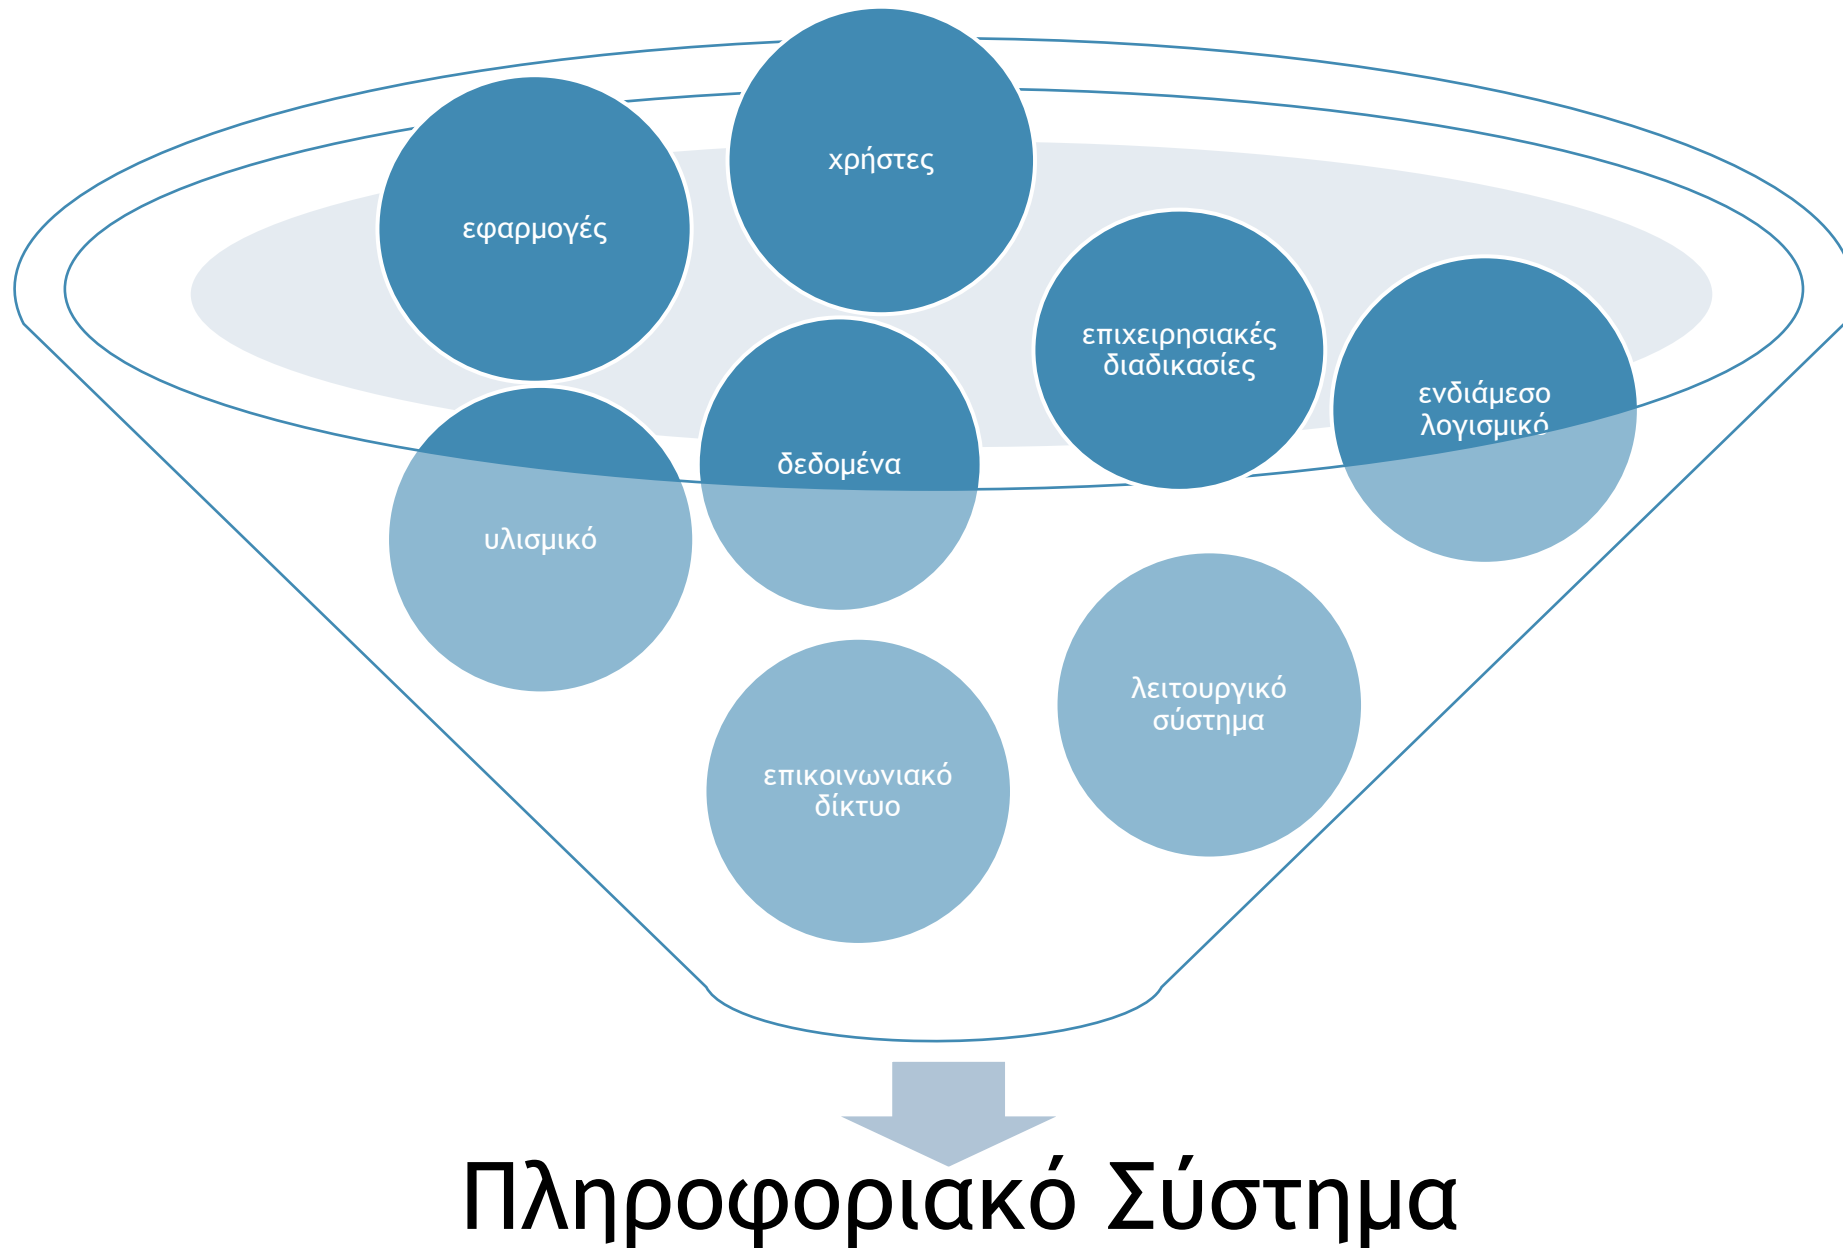 χρήστες
εφαρμογές
επιχειρησιακές
διαδικασίες
ενδιάμεσο
λογισμικό
δεδομένα
υλισμικό
λειτουργικό
σύστημα
επικοινωνιακό
δίκτυο
Πληροφοριακό Σύστημα